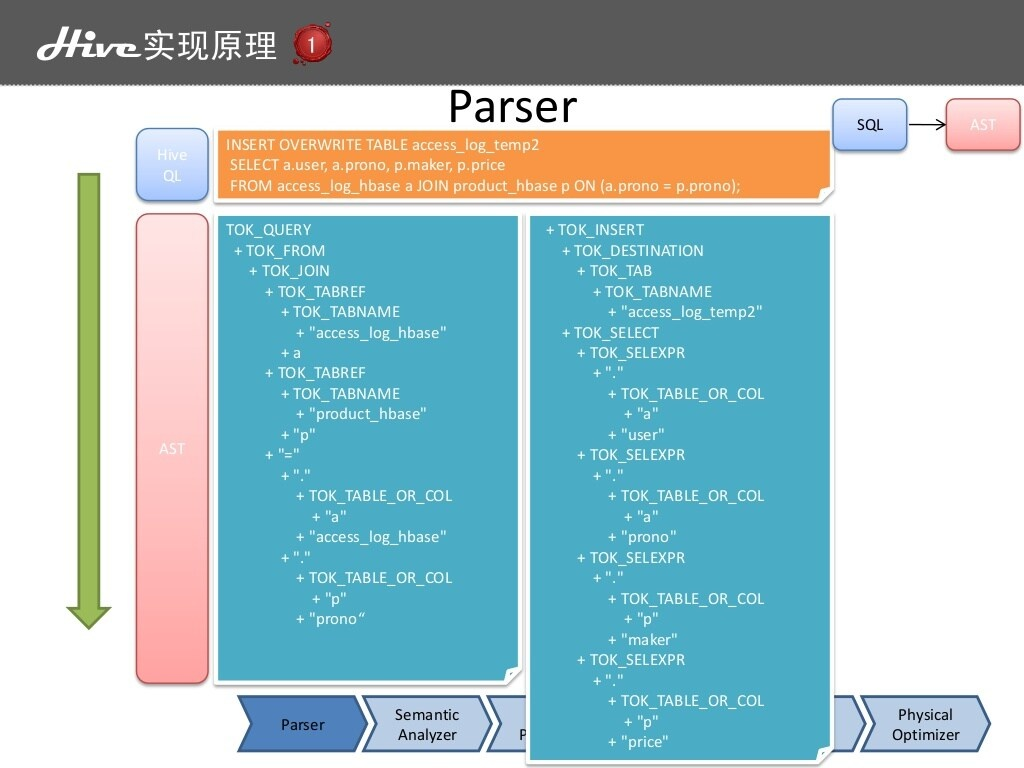 Hive实现原理 1
Parser
SQL
AST
Hive
QL
INSERT OVERWRITE TABLE access_log_temp2
SELECT a.user, a.prono, p.maker, p.price
FROM access_log_hbase a JOIN product_hbase p ON (a.prono = p.prono);
AST
TOK_QUERY
+ TOK_FROM
+ TOK_JOIN
+ TOK_TABREF
+ TOK_TABNAME
+ "access_log_hbase"
+ a
+ TOK_TABREF
+ TOK_TABNAME
+ "product_hbase"
+ "p"
+ "="
+ "."
+ TOK_TABLE_OR_COL
+ "a"
+ "access_log_hbase"
+ "."
+ TOK_TABLE_OR_COL
+ "p"
+ "prono“
+ TOK_INSERT
+ TOK_DESTINATION
+ TOK_TAB
+ TOK_TABNAME
+ "access_log_temp2"
+ TOK_SELECT
+ TOK_SELEXPR
+ "."
+ TOK_TABLE_OR_COL
+ "a"
+ "user"
+ TOK_SELEXPR
+ "."
+ TOK_TABLE_OR_COL
+ "a"
+ "prono"
+ TOK_SELEXPR
+ "."
+ TOK_TABLE_OR_COL
+ "p"
+ "maker"
+ TOK_SELEXPR
+ "."
+ TOK_TABLE_OR_COL
+ "p"
+ "price"
Parser
Semantic
Analyzer
Physical
Optimizer